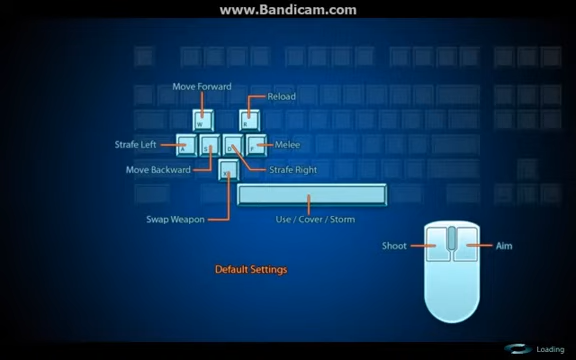 www.Bandicam.com
Move Forward
Reload
W
R
Strafe Left
A
S
D
F
Melee
Move Backward
Strafe Right
Swap Weapon
Use / Cover / Storm
Shoot
Aim
Default Settings
Loading